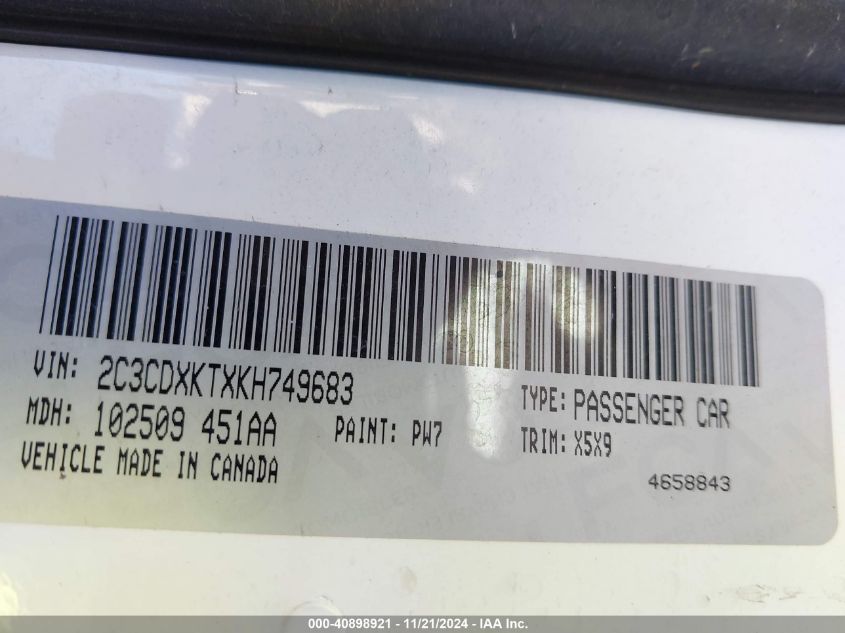 VIN: 2C3CDXKTXKH749683
TYPE: PASSENGER CAR
MDH: 102509 451AA
PAINT: PW7
TRIM: X5X9
VEHICLE MADE IN CANADA
4658843
000-40898921 - 11/21/2024 - IAA Inc.